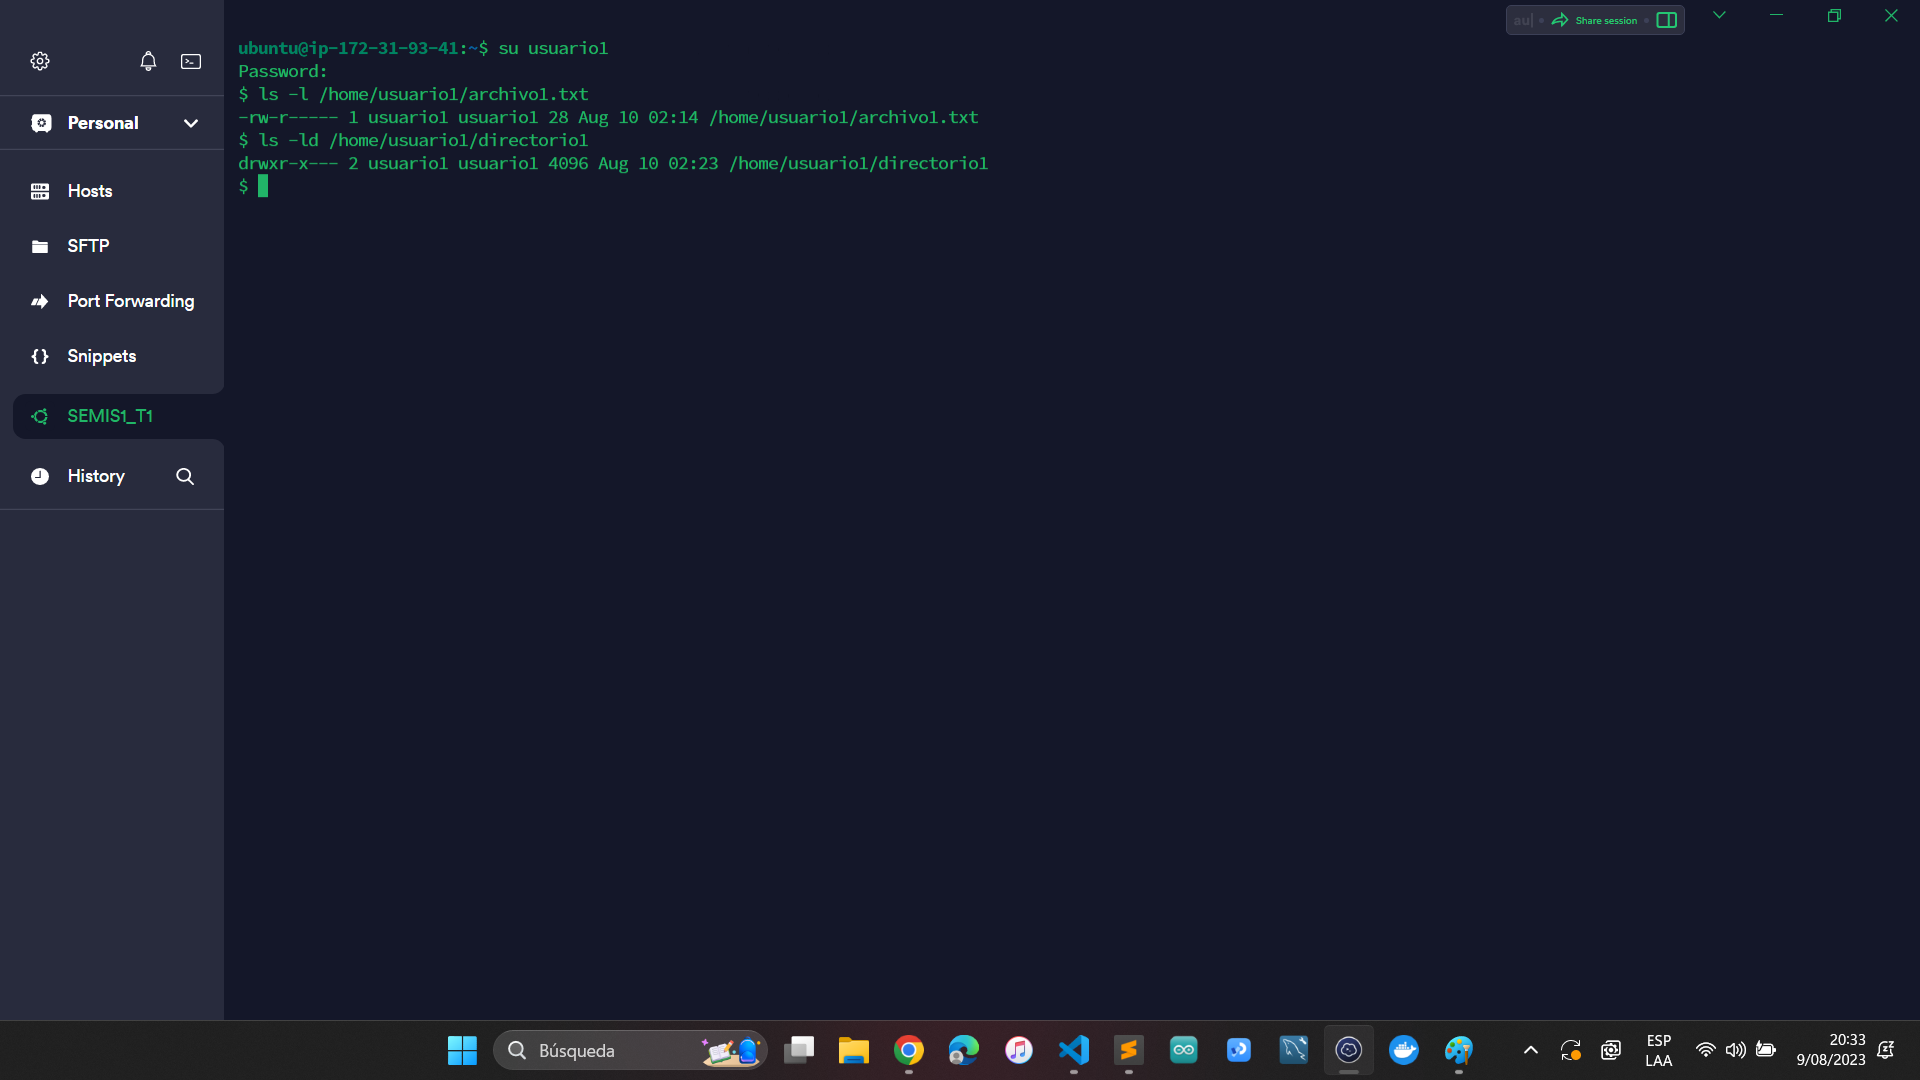 au| Share session
ubuntu@ip-172-31-93-41:~$ su usuario1
Password:
$ ls -l /home/usuario1/archivo1.txt
-rw-r----- 1 usuario1 usuario1 28 Aug 10 02:14 /home/usuario1/archivo1.txt
$ ls -ld /home/usuario1/directorio1
drwxr-x--- 2 usuario1 usuario1 4096 Aug 10 02:23 /home/usuario1/directorio1
$
Personal
Hosts
SFTP
Port Forwarding
Snippets
SEMIS1_T1
History
Búsqueda
ESP
LAA
20:33
9/08/2023